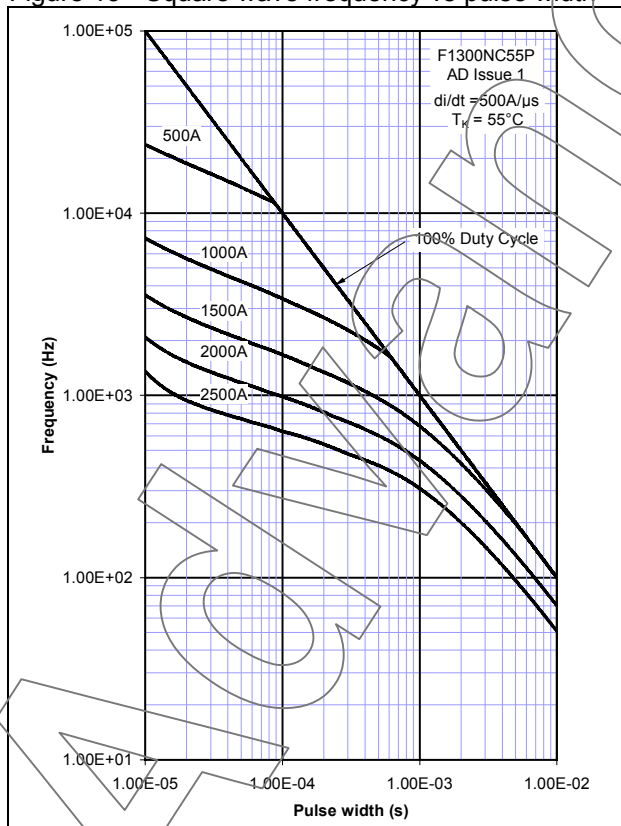 Figure 10 – Square wave frequency vs pulse width
F1300NC55P
AD Issue 1
di/dt =500A/µs
TK = 55°C
1.00E+05
500A
1.00E+04
100% Duty Cycle
1000A
1500A
2000A
1.00E+03
2500A
1.00E+02
1.00E+01
Frequency (Hz)
1.00E-05
1.00E-04
1.00E-03
1.00E-02
Pulse width (s)